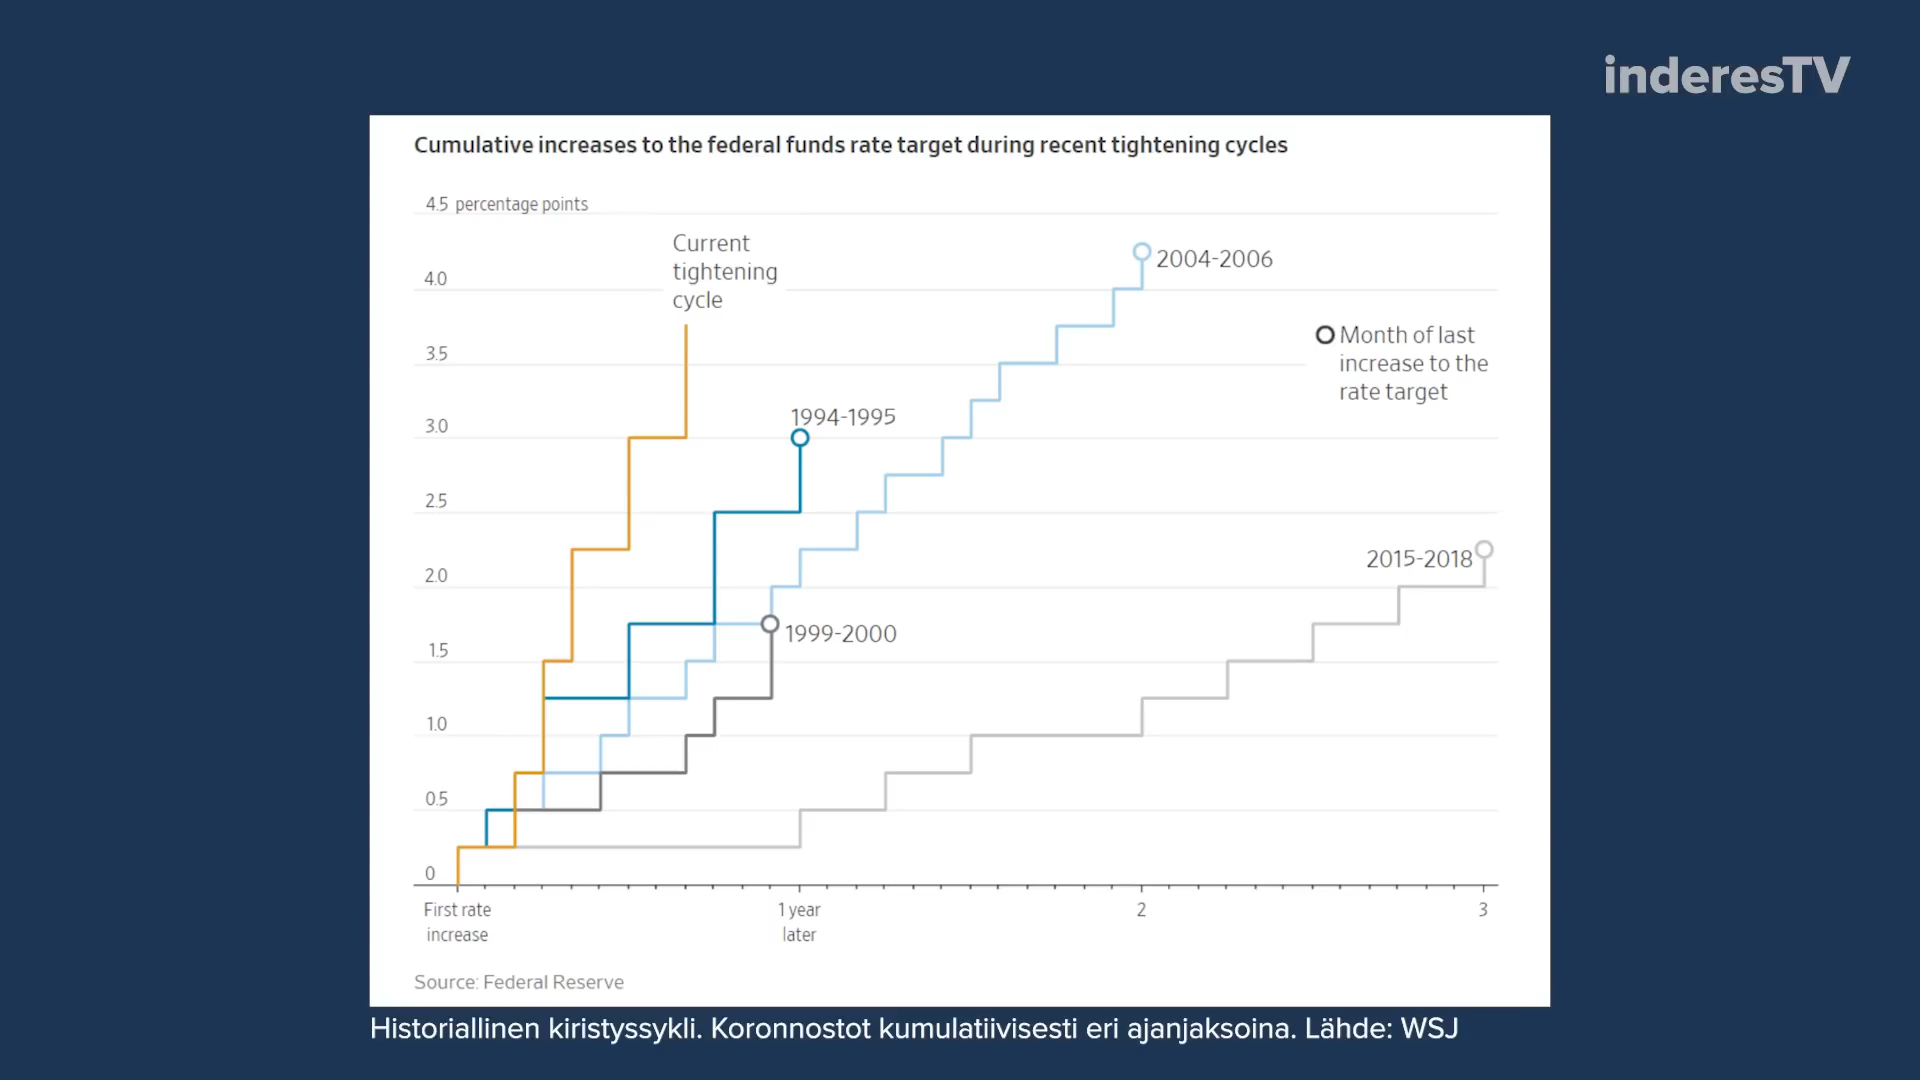 inderesTV
Cumulative increases to the federal funds rate target during recent tightening cycles
4.5 percentage points
Current
tightening
cycle
2004-2006
4.0
Month of last
increase to the
rate target
3.5
1994-1995
3.0
2.5
2015-2018
2.0
1999-2000
1.5
1.0
0.5
0
First rate
increase
1 year
later
2
3
Source: Federal Reserve
Historiallinen kiristyssykli. Koronnostot kumulatiivisesti eri ajanjaksoina. Lähde: WSJ